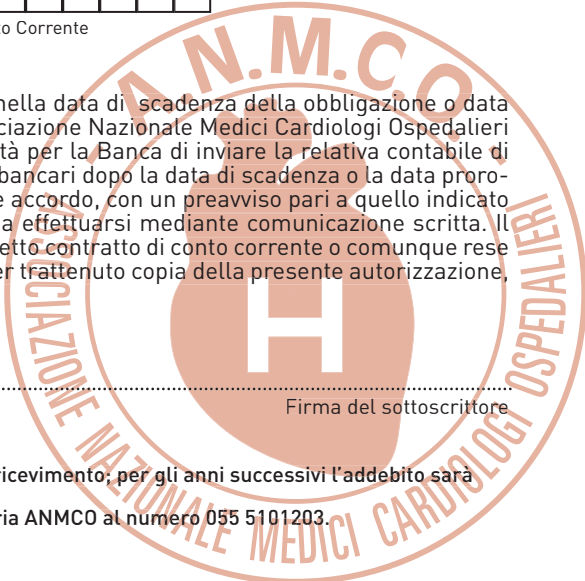 o Corrente
nella data di scadenza della obbligazione o data
ciazione Nazionale Medici Cardiologi Ospedalieri
tà per la Banca di inviare la relativa contabile di
bancari dopo la data di scadenza o la data proro-
e accordo, con un preavviso pari a quello indicato
a effettuarsi mediante comunicazione scritta. Il
etto contratto di conto corrente o comunque rese
er trattenuto copia della presente autorizzazione,
Firma del sottoscrittore
ricevimento; per gli anni successivi l'addebito sarà
ria ANMCO al numero 055 5101203.
- A.N.M.C.O. -
ASSOCIAZIONE NAZIONALE MEDICI CARDIOLOGI OSPEDALIERI
H